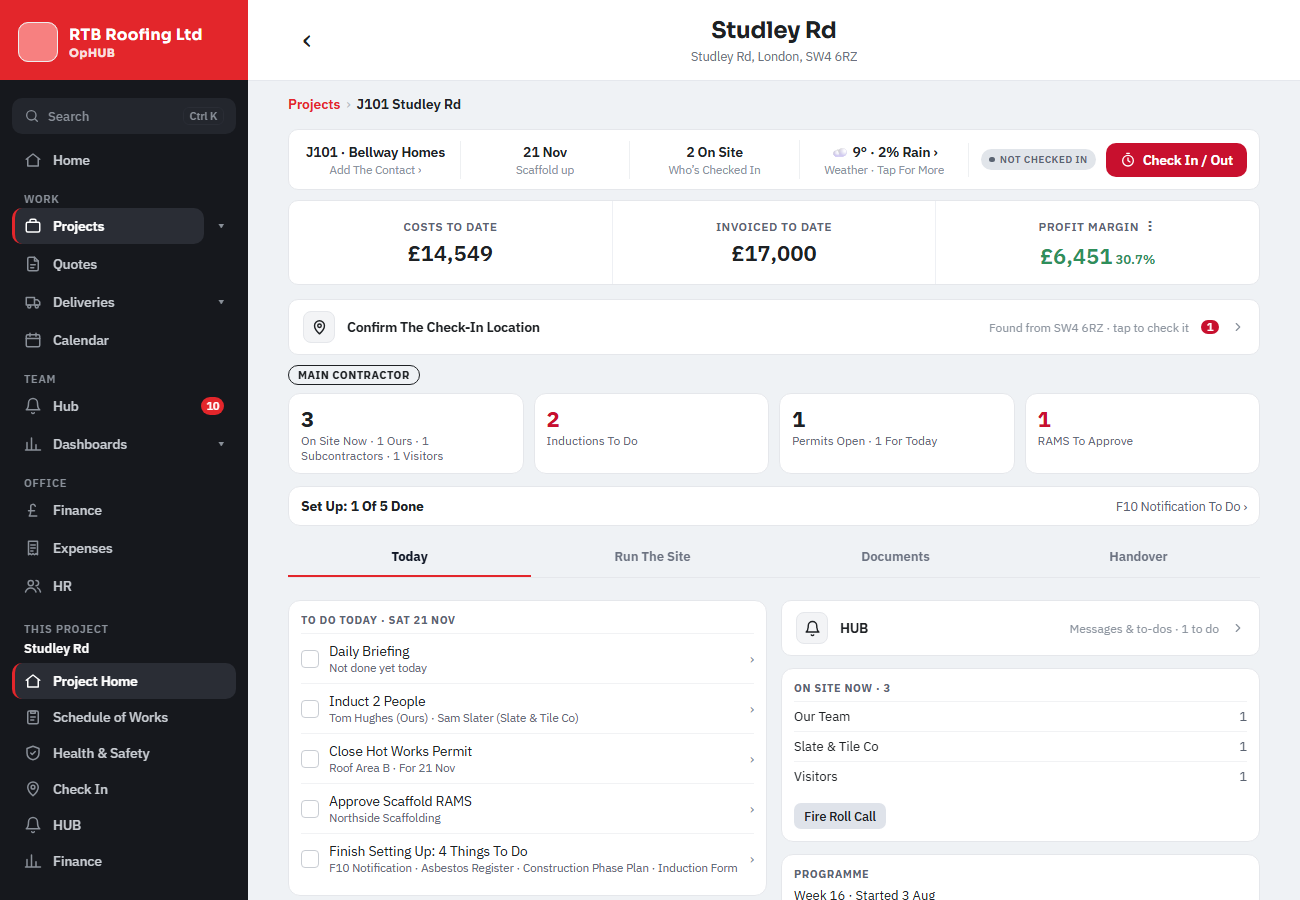 RTB Roofing Ltd
OpHUB
Search
Ctrl K
Home
WORK
Projects
Quotes
Deliveries
Calendar
TEAM
Hub
10
Dashboards
OFFICE
Finance
Expenses
HR
THIS PROJECT
Studley Rd
Project Home
Schedule of Works
Health & Safety
Check In
HUB
Finance
Studley Rd
Studley Rd, London, SW4 6RZ
Projects › J101 Studley Rd
J101 · Bellway Homes
Add The Contact ›
21 Nov
Scaffold up
2 On Site
Who's Checked In
9° · 2% Rain ›
Weather · Tap For More
NOT CHECKED IN
Check In / Out
COSTS TO DATE
£14,549
INVOICED TO DATE
£17,000
PROFIT MARGIN
£6,451 30.7%
Confirm The Check-In Location
Found from SW4 6RZ · tap to check it
1
MAIN CONTRACTOR
3
On Site Now · 1 Ours · 1
Subcontractors · 1 Visitors
2
Inductions To Do
1
Permits Open · 1 For Today
1
RAMS To Approve
Set Up: 1 Of 5 Done
F10 Notification To Do ›
Today
Run The Site
Documents
Handover
TO DO TODAY · SAT 21 NOV
Daily Briefing
Not done yet today
Induct 2 People
Tom Hughes (Ours) · Sam Slater (Slate & Tile Co)
Close Hot Works Permit
Roof Area B · For 21 Nov
Approve Scaffold RAMS
Northside Scaffolding
Finish Setting Up: 4 Things To Do
F10 Notification · Asbestos Register · Construction Phase Plan · Induction Form
HUB
Messages & to-dos · 1 to do
ON SITE NOW · 3
Our Team 1
Slate & Tile Co 1
Visitors 1
Fire Roll Call
PROGRAMME
Week 16 · Started 3 Aug